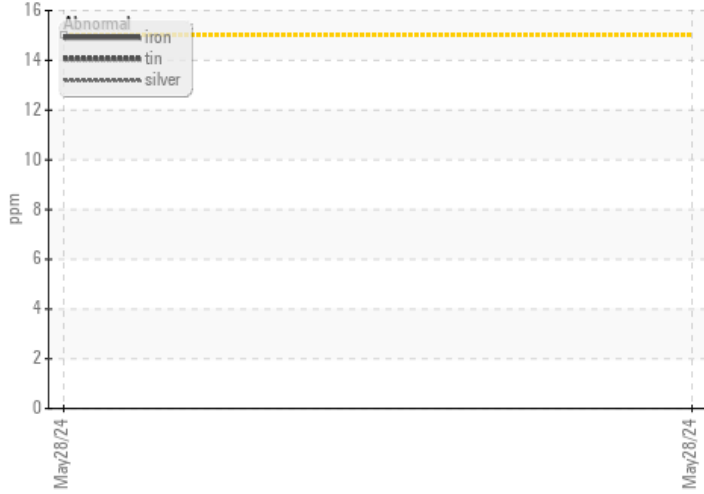 16
14
12
10
8
6
4
2
0
ppm
Abnormal
iron
tin
silver
May28/24
May28/24